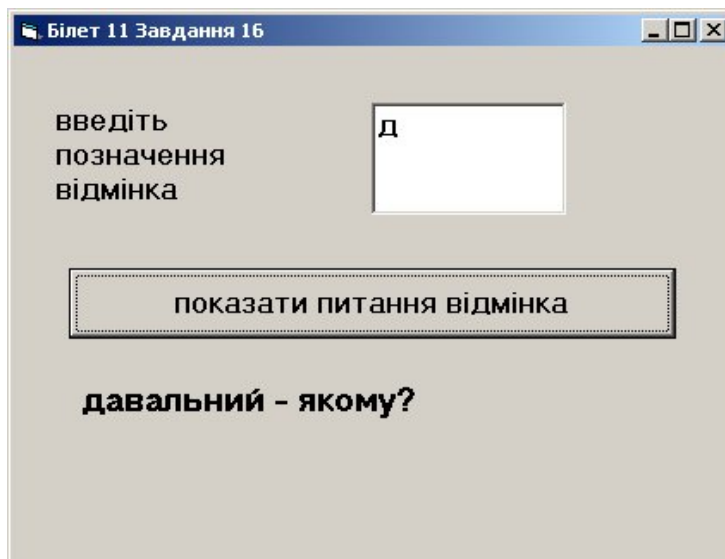 Білет 11 Завдання 16
введіть
позначення
відмінка
д
показати питання відмінка
давальний - якому?